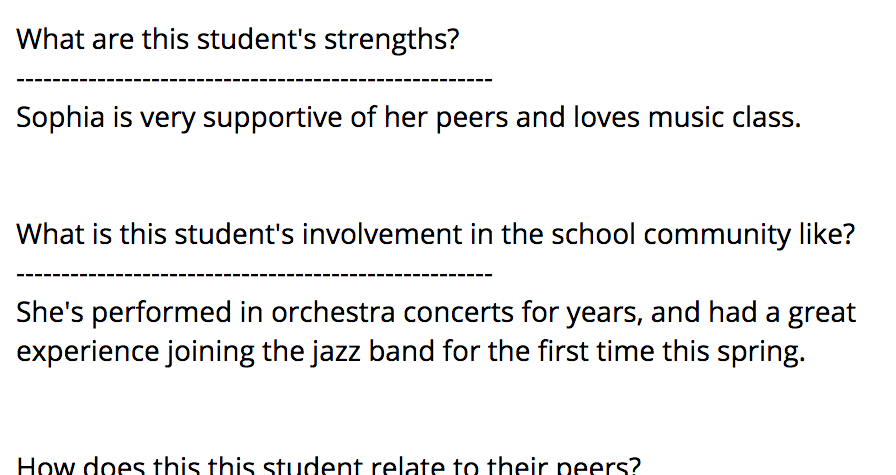 What are this student's strengths?
-----------------------------------------------------
Sophia is very supportive of her peers and loves music class.
What is this student's involvement in the school community like?
-----------------------------------------------------
She's performed in orchestra concerts for years, and had a great
experience joining the jazz band for the first time this spring.
How does this this student relate to their peers?